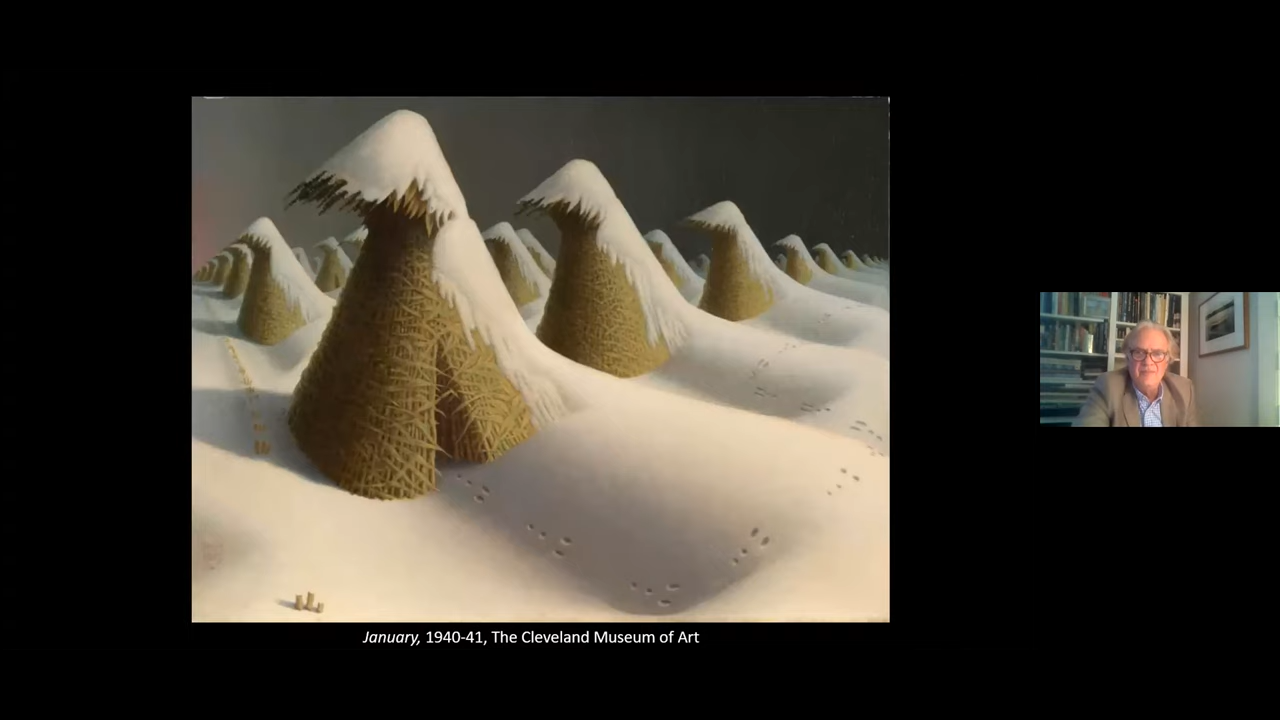 January, 1940-41, The Cleveland Museum of Art